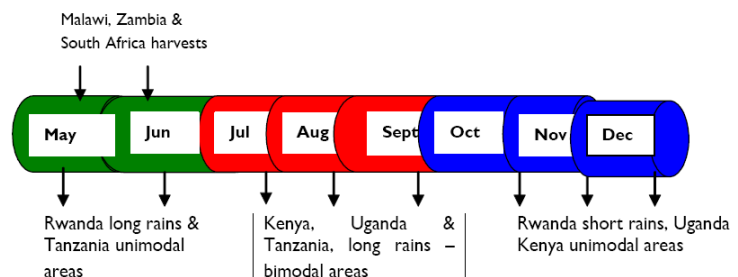 Malawi, Zambia &
South Africa harvests
May
Jun
Jul
Aug
Sept
Oct
Nov
Dec
Rwanda long rains &
Tanzania unimodal
areas
Kenya, Uganda &
Tanzania, long rains –
bimodal areas
Rwanda short rains, Uganda
Kenya unimodal areas